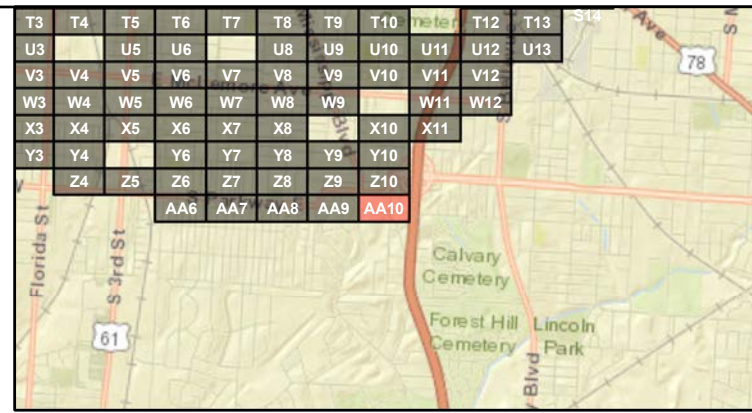 T3 T4 T5 T6 T7 T8 T9 T10 T12 T13 S14
U3 U5 U6 U8 U9 U10 U11 U12 U13
V3 V4 V5 V6 V7 V8 V9 V10 V11 V12
W3 W4 W5 W6 W7 W8 W9 W11 W12
X3 X4 X5 X6 X7 X8 X10 X11
Y3 Y4 Y6 Y7 Y8 Y9 Y10
Z4 Z5 Z6 Z7 Z8 Z9 Z10
AA6 AA7 AA8 AA9 AA10
Ave
78
Blvd
Florida St
S 3rd St
61
Calvary
Cemetery
Forest Hill
Cemetery
Lincoln
Park
Blvd